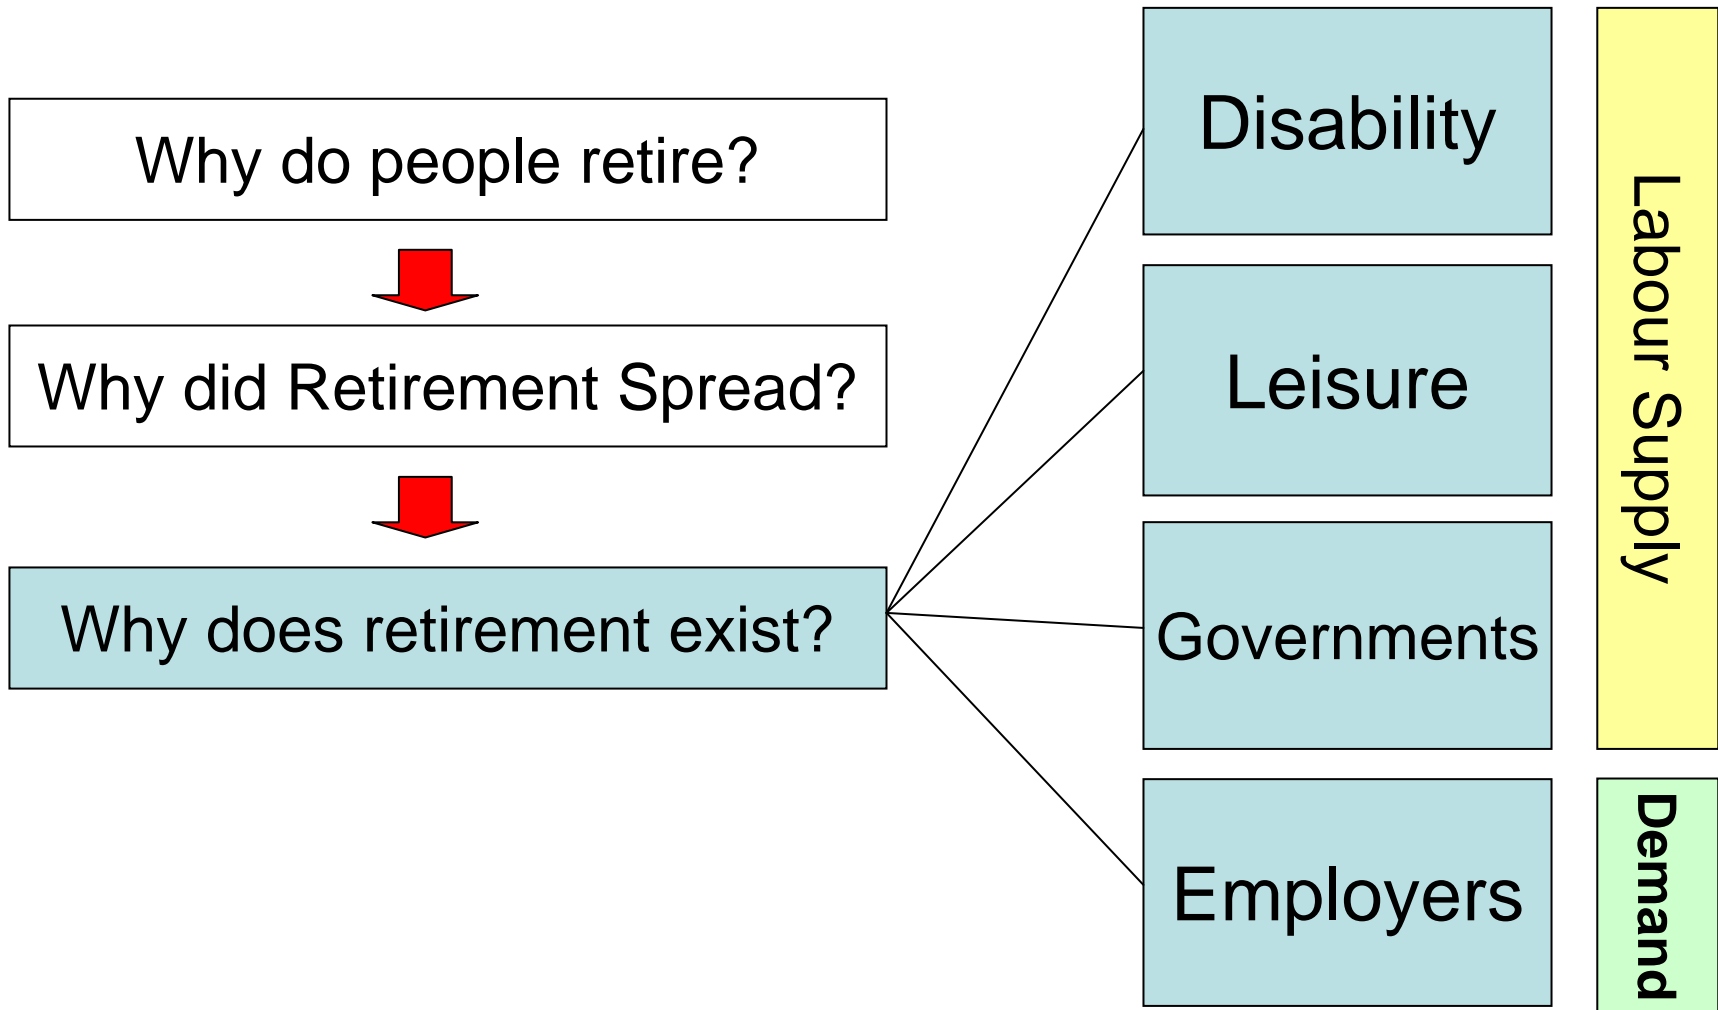 Why do people retire?
Why did Retirement Spread?
Why does retirement exist?
Disability
Leisure
Governments
Employers
Labour Supply
Demand